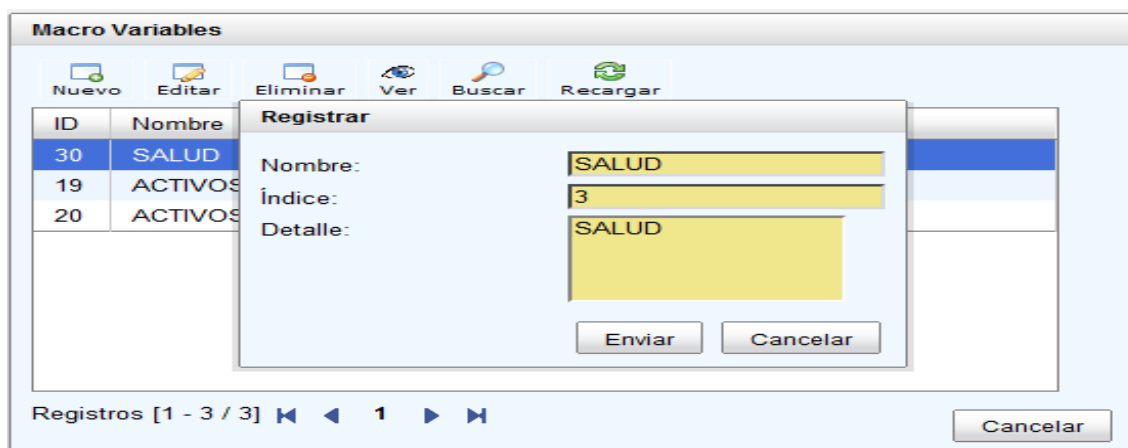 Macro Variables
Nuevo Editar Eliminar Ver Buscar Recargar
ID Nombre
30 SALUD
19 ACTIVOS
20 ACTIVOS
Registrar
Nombre: SALUD
Índice: 3
Detalle: SALUD
Enviar Cancelar
Registros [1 - 3 / 3] 1
Cancelar